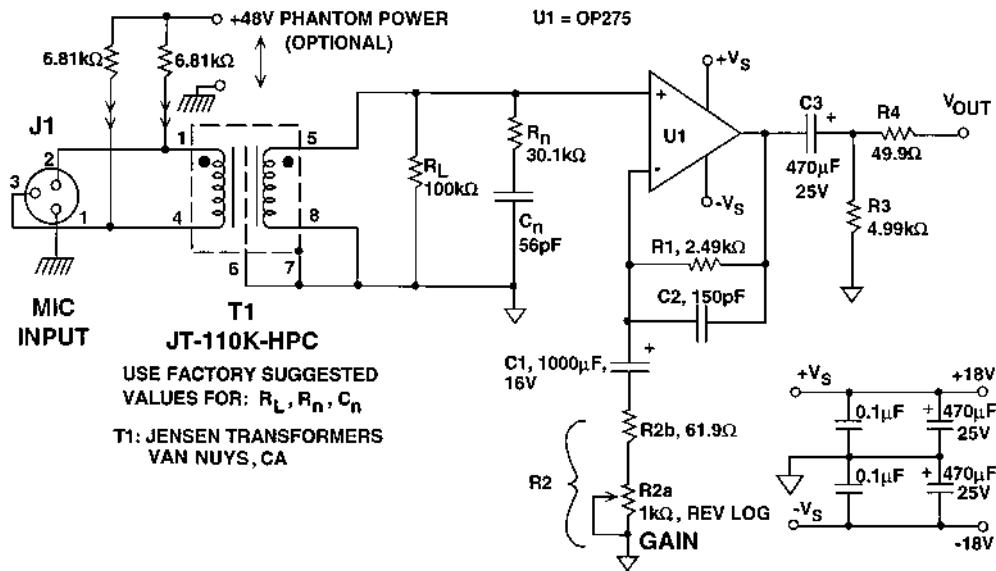 +48V PHANTOM POWER
(OPTIONAL)
U1 = OP275
6.81kΩ
6.81kΩ
+VS
C3
+
VOUT
R4
J1
1
5
+
U1
2
Rn
30.1kΩ
470μF
25V
49.9Ω
3
RL
100kΩ
-
-VS
1
4
8
Cn
56pF
R3
4.99kΩ
R1, 2.49kΩ
6
7
C2, 150pF
MIC
INPUT
T1
JT-110K-HPC
C1, 1000μF,
16V
+
USE FACTORY SUGGESTED
VALUES FOR: RL, Rn, Cn
T1: JENSEN TRANSFORMERS
VAN NUYS, CA
+VS
+18V
0.1μF
+
470μF
25V
R2b, 61.9Ω
R2
R2a
1kΩ, REV LOG
GAIN
0.1μF
+
470μF
25V
-VS
-18V